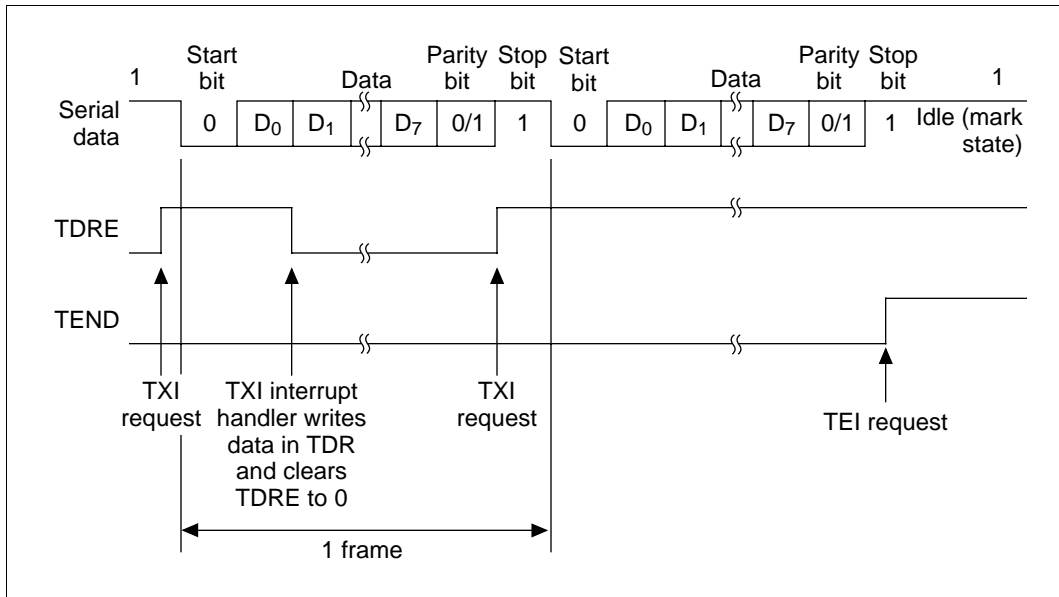 1 Start bit Data Parity bit Stop bit Start bit Data Parity bit Stop bit 1
Serial data 0 D0 D1 D7 0/1 1 0 D0 D1 D7 0/1 1 Idle (mark state)
TDRE
TEND
TXI request
TXI interrupt handler writes data in TDR and clears TDRE to 0
TXI request
TEI request
1 frame